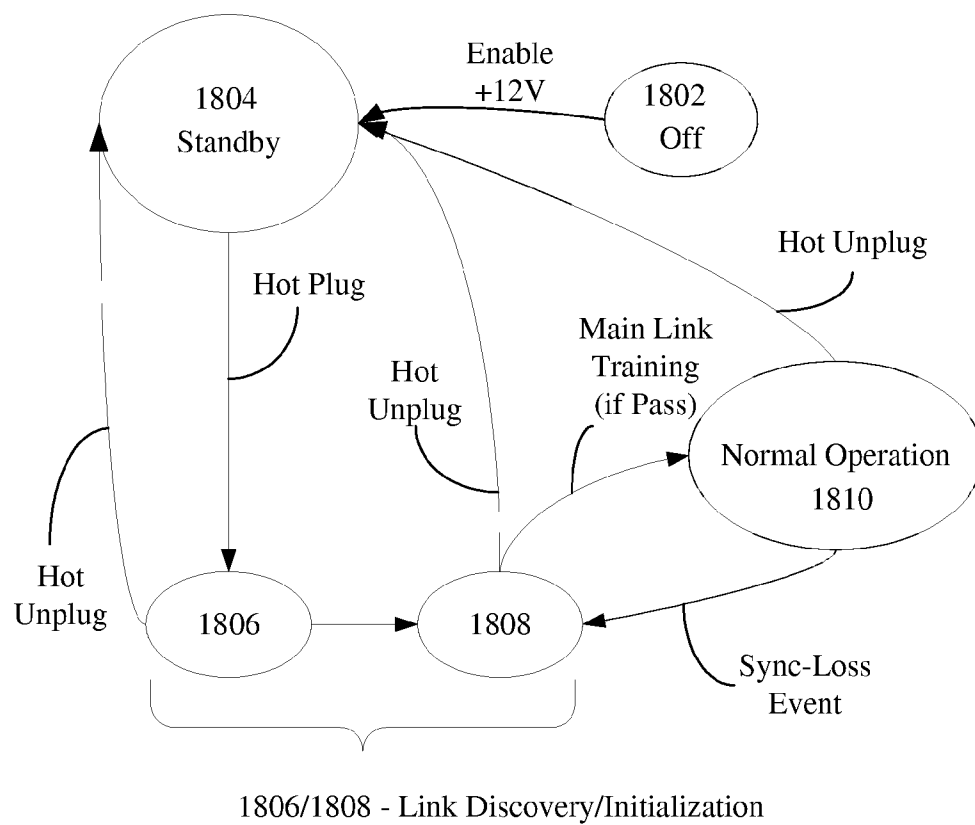 Enable
+12V
1802
Off
1804
Standby
Hot Unplug
Hot Plug
Main Link
Training
(if Pass)
Hot
Unplug
Normal Operation
1810
Hot
Unplug
1806
1808
Sync-Loss
Event
1806/1808 - Link Discovery/Initialization